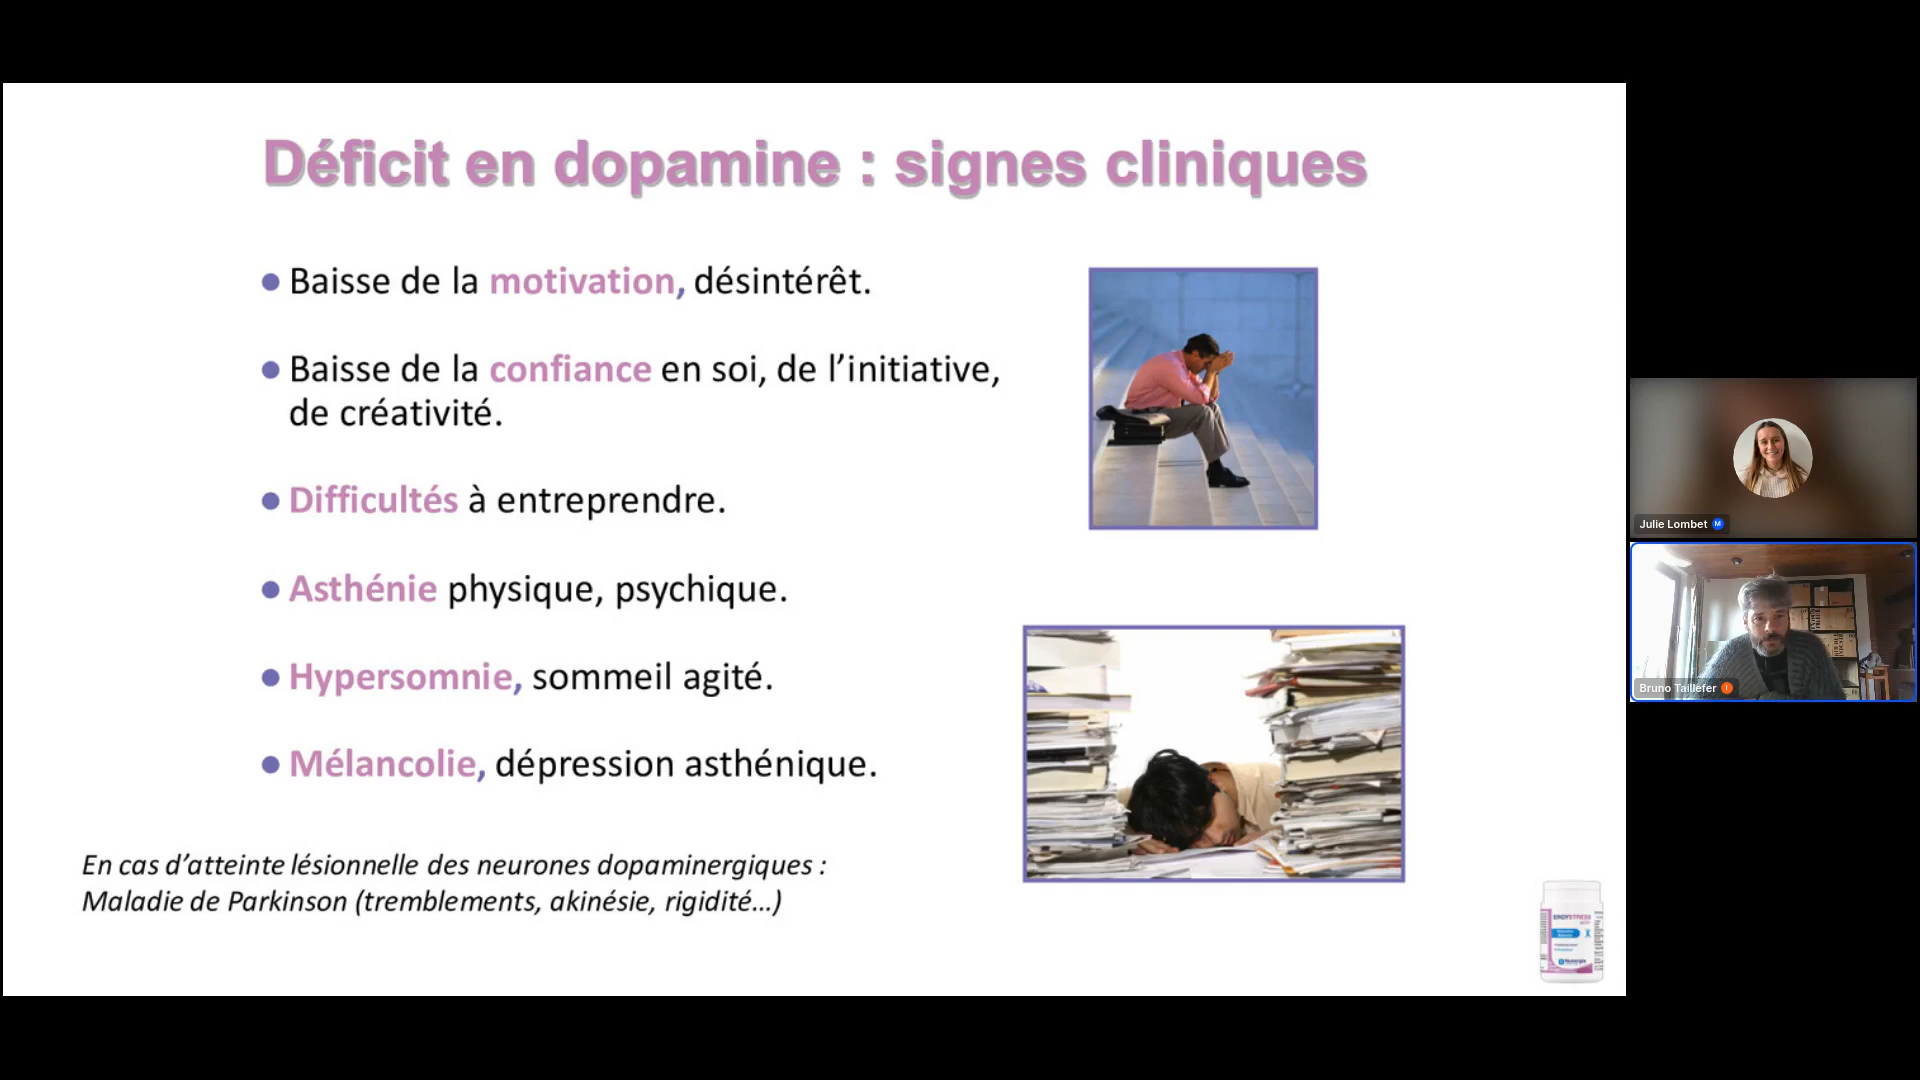 Déficit en dopamine : signes cliniques
● Baisse de la motivation, désintérêt.
● Baisse de la confiance en soi, de l’initiative,
de créativité.
● Difficultés à entreprendre.
● Asthénie physique, psychique.
● Hypersomnie, sommeil agité.
● Mélancolie, dépression asthénique.
En cas d’atteinte lésionnelle des neurones dopaminergiques :
Maladie de Parkinson (tremblements, akinésie, rigidité...)
ERGYSTRESS
Nutergia
Julie Lombet M
Bruno Taillefer I